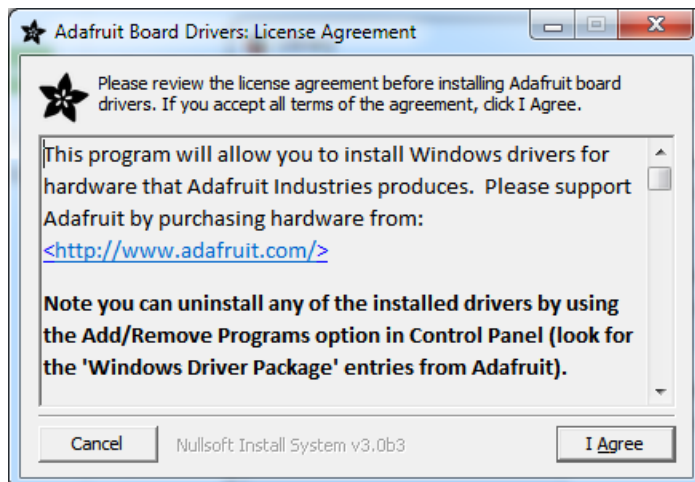 Adafruit Board Drivers: License Agreement
Please review the license agreement before installing Adafruit board
drivers. If you accept all terms of the agreement, click I Agree.
This program will allow you to install Windows drivers for
hardware that Adafruit Industries produces.  Please support
Adafruit by purchasing hardware from:
<http://www.adafruit.com/>
Note you can uninstall any of the installed drivers by using
the Add/Remove Programs option in Control Panel (look for
the 'Windows Driver Package' entries from Adafruit).
Cancel
Nullsoft Install System v3.0b3
I Agree